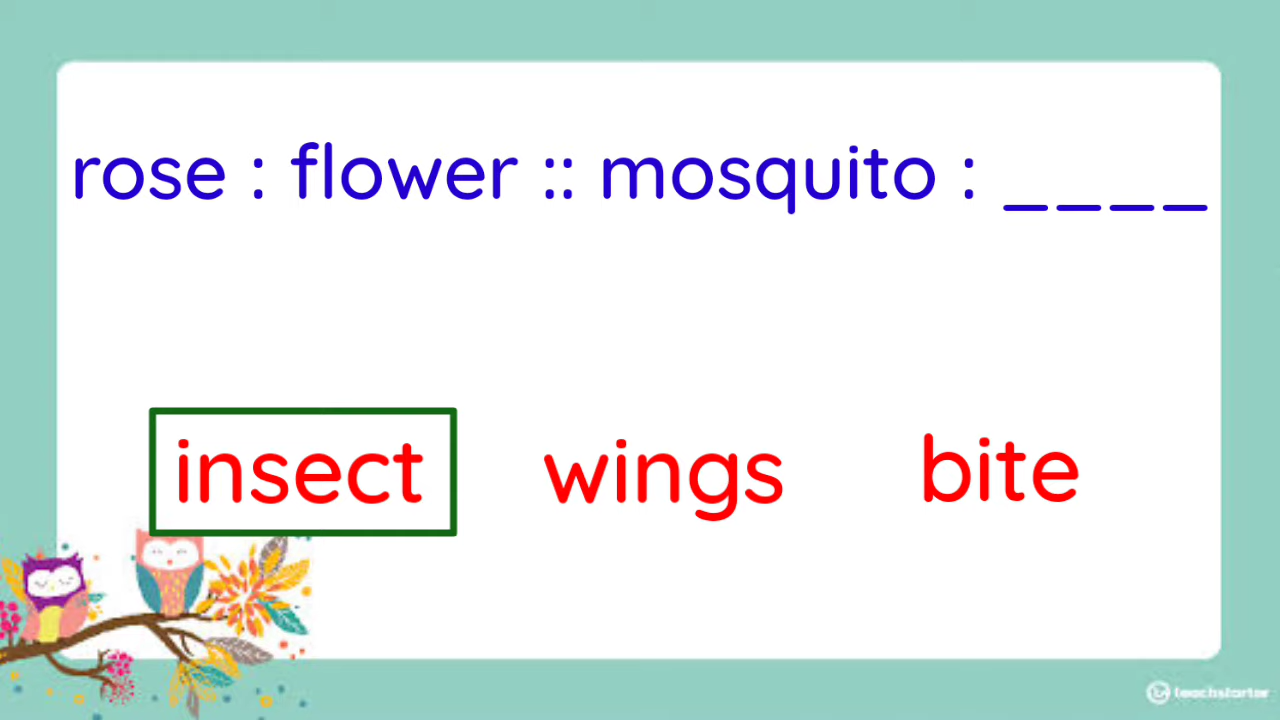 rose : flower :: mosquito : ____
insect wings bite
teachstarter